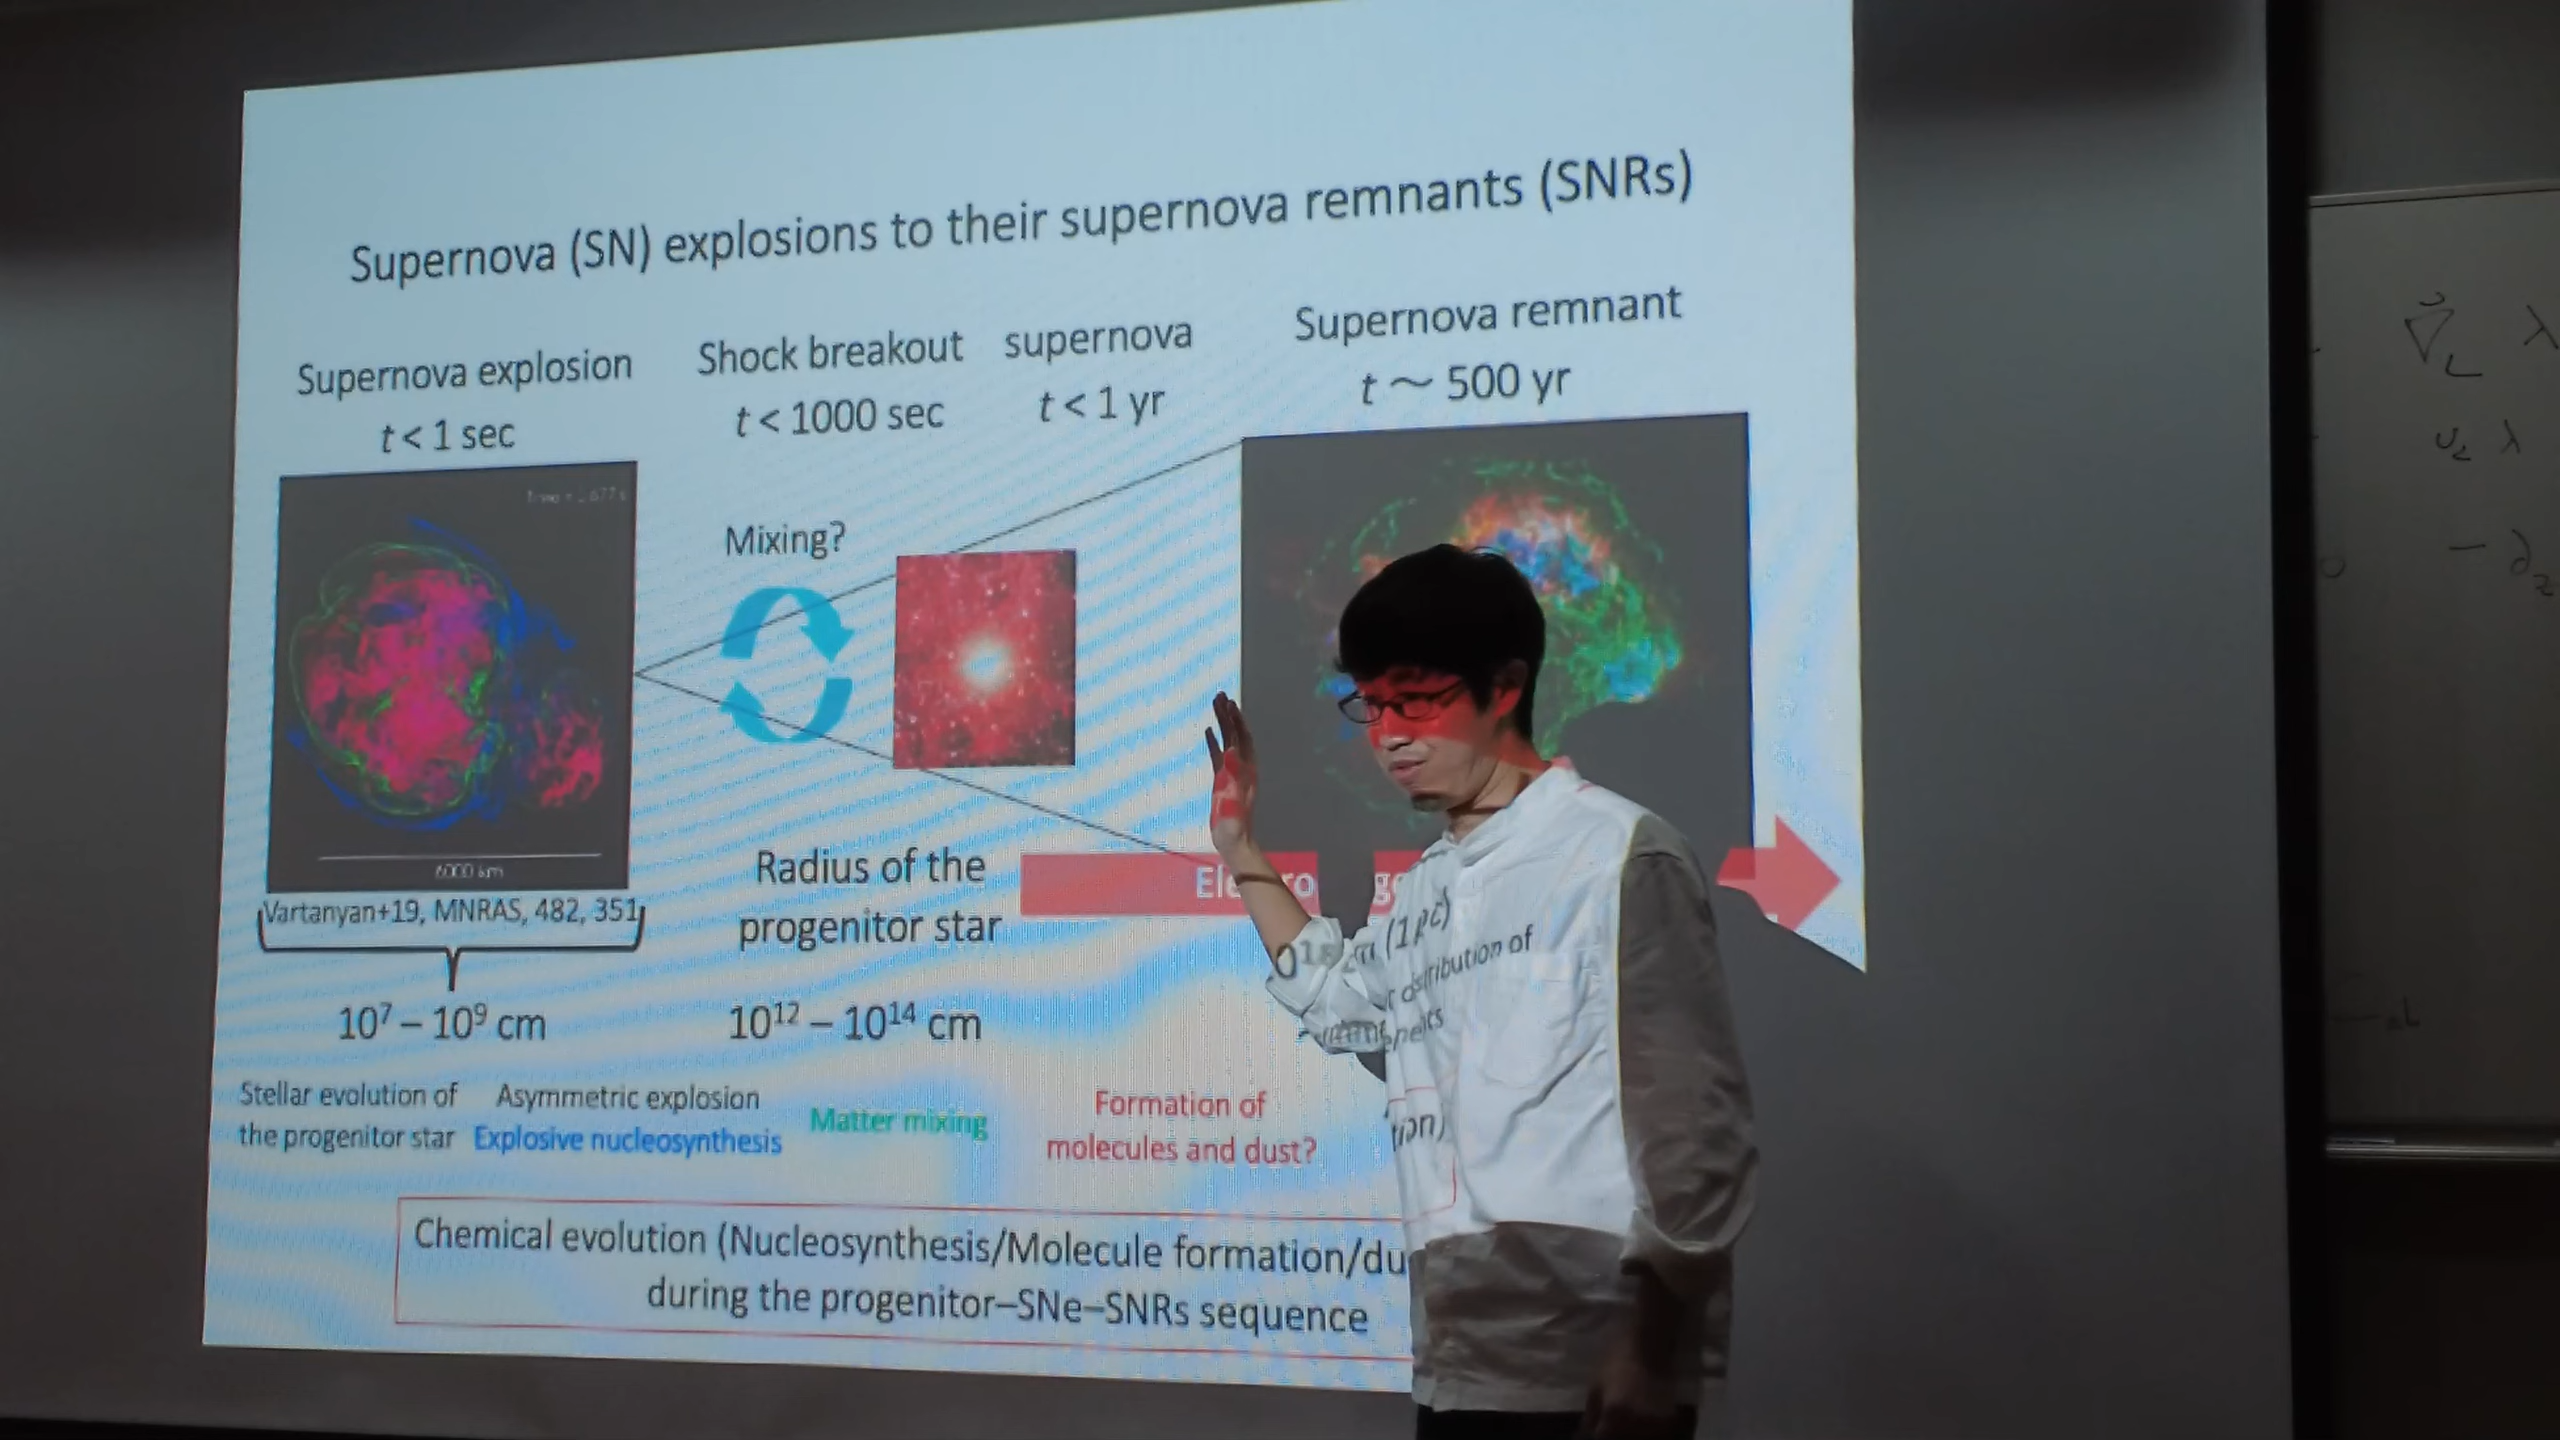 Supernova (SN) explosions to their supernova remnants (SNRs)
Supernova explosion
t < 1 sec
Shock breakout
t < 1000 sec
supernova
t < 1 yr
Supernova remnant
t ~ 500 yr
Mixing?
6000 km
Vartanyan+19, MNRAS, 482, 351
10⁷ – 10⁹ cm
Radius of the
progenitor star
10¹² – 10¹⁴ cm
(1pc)
distribution of
Stellar evolution of
the progenitor star
Asymmetric explosion
Explosive nucleosynthesis
Matter mixing
Formation of
molecules and dust?
Chemical evolution (Nucleosynthesis/Molecule formation/du
during the progenitor–SNe–SNRs sequence